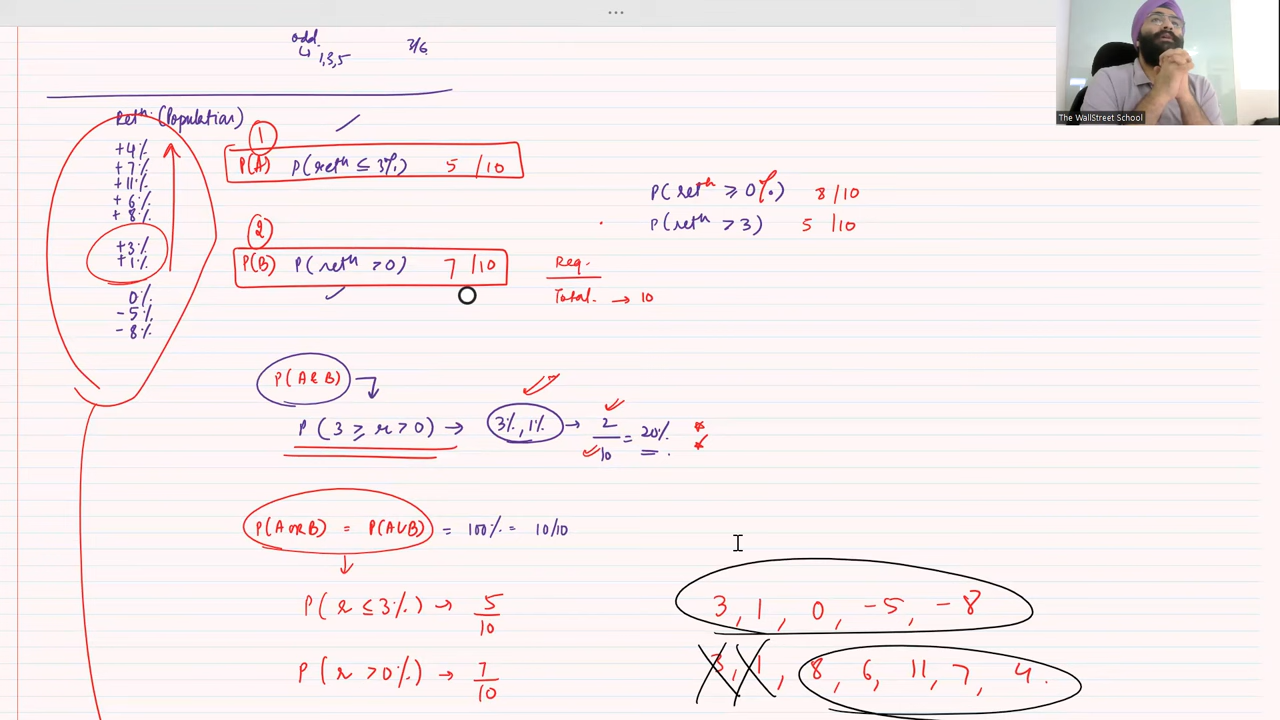 odd
↳ 1,3,5 3/6
The WallStreet School
Retn. (Population)
+4%
+7%
+11%
+6%
+8%
+3%
+1%
0%
-5%
-8%
1
P(A) P(retn ≤ 3%) 5/10
2
P(B) P(retn >0) 7/10
P(retn ≥ 0%) 8/10
P(retn > 3) 5/10
Req.
Total. → 10
P(A&B)
P(3 ≥ r > 0) → 3%, 1% → 2/10 = 20%
P(A or B) = P(A∪B) = 100% = 10/10
P(r ≤ 3%) → 5/10
P(r > 0%) → 7/10
3, 1, 0, -5, -8
3, 1, 8, 6, 11, 7, 4.